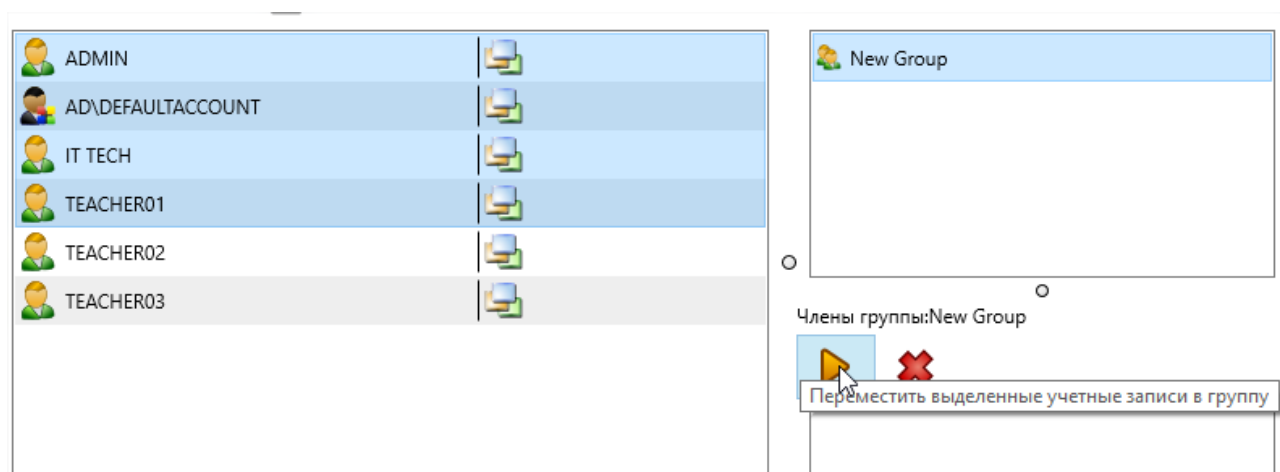 ADMIN
AD\DEFAULTACCOUNT
IT TECH
TEACHER01
TEACHER02
TEACHER03
New Group
Члены группы:New Group
Переместить выделенные учетные записи в группу